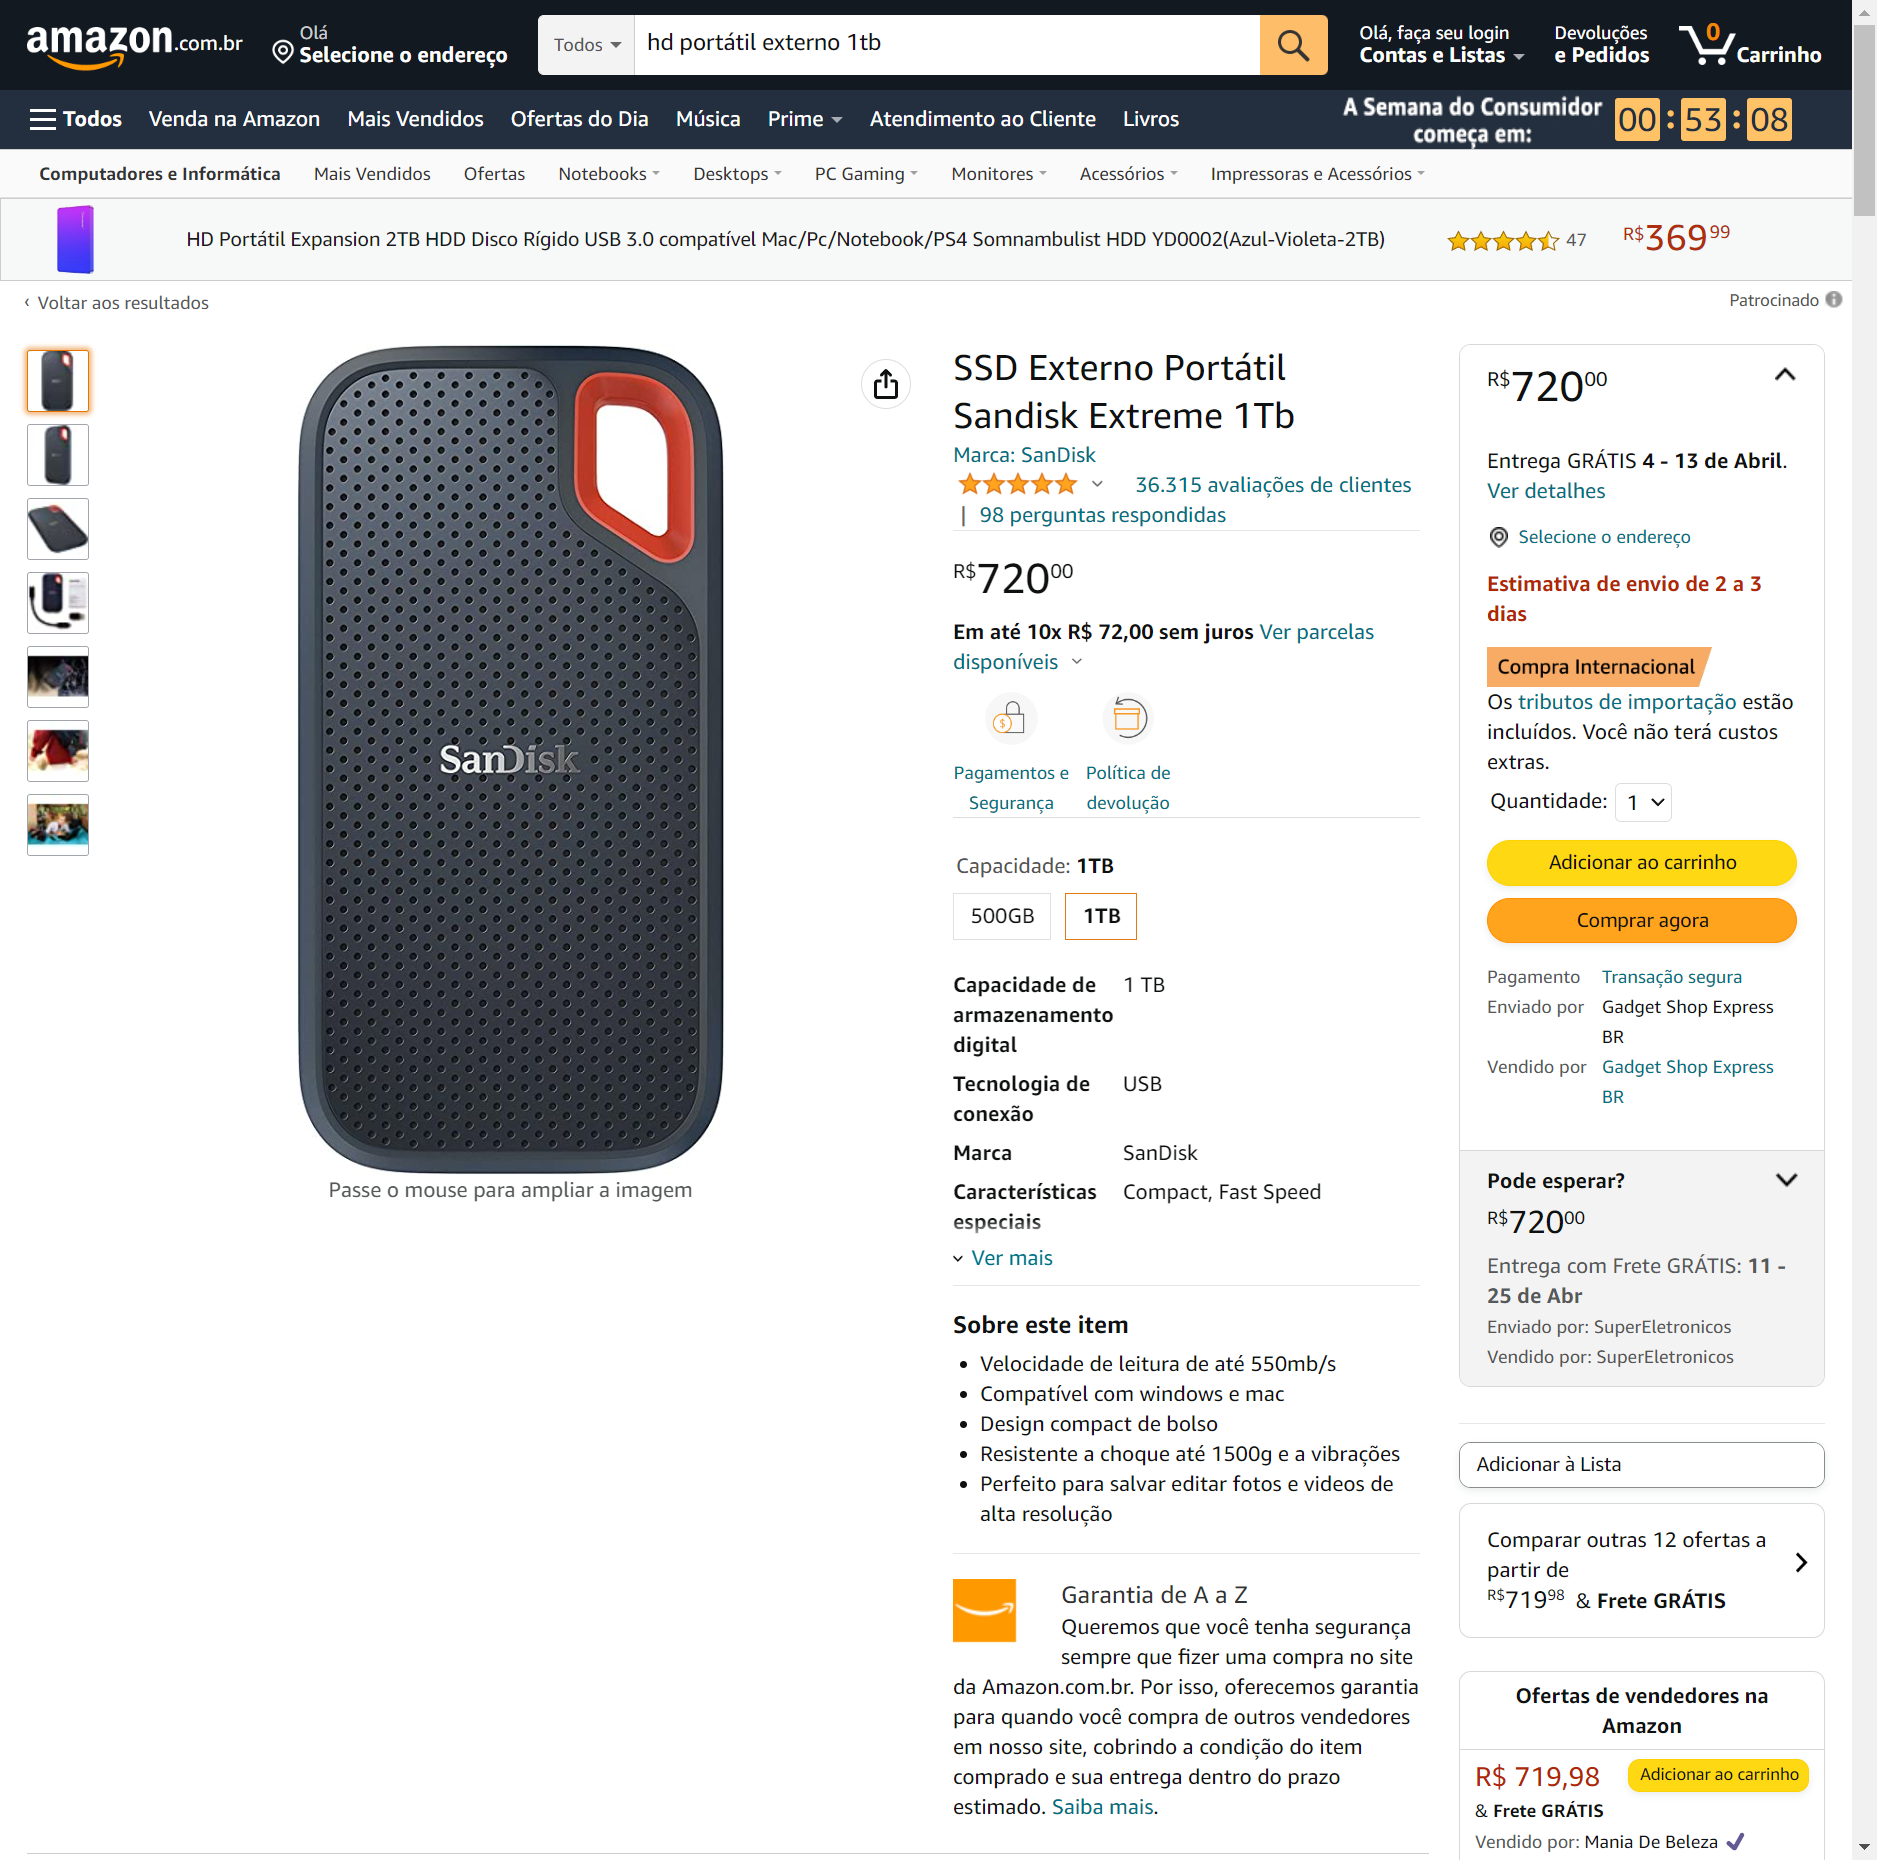 amazon.com.br
Olá
Selecione o endereço
Todos
hd portátil externo 1tb
Olá, faça seu login
Contas e Listas
Devoluções
e Pedidos
0
Carrinho
Todos
Venda na Amazon
Mais Vendidos
Ofertas do Dia
Música
Prime
Atendimento ao Cliente
Livros
A Semana do Consumidor
começa em:
00 : 53 : 08
Computadores e Informática
Mais Vendidos
Ofertas
Notebooks
Desktops
PC Gaming
Monitores
Acessórios
Impressoras e Acessórios
HD Portátil Expansion 2TB HDD Disco Rígido USB 3.0 compatível Mac/Pc/Notebook/PS4 Somnambulist HDD YD0002(Azul-Violeta-2TB)
47
R$369 99
‹ Voltar aos resultados
Patrocinado
SanDisk
Passe o mouse para ampliar a imagem
SSD Externo Portátil
Sandisk Extreme 1Tb
Marca: SanDisk
36.315 avaliações de clientes
| 98 perguntas respondidas
R$720 00
Em até 10x R$ 72,00 sem juros Ver parcelas
disponíveis
Pagamentos e
Segurança
Política de
devolução
Capacidade: 1TB
500GB
1TB
Capacidade de
armazenamento
digital
1 TB
Tecnologia de
conexão
USB
Marca
SanDisk
Características
especiais
Compact, Fast Speed
Ver mais
Sobre este item
• Velocidade de leitura de até 550mb/s
• Compatível com windows e mac
• Design compact de bolso
• Resistente a choque até 1500g e a vibrações
• Perfeito para salvar editar fotos e videos de
alta resolução
Garantia de A a Z
Queremos que você tenha segurança
sempre que fizer uma compra no site
da Amazon.com.br. Por isso, oferecemos garantia
para quando você compra de outros vendedores
em nosso site, cobrindo a condição do item
comprado e sua entrega dentro do prazo
estimado. Saiba mais.
R$720 00
Entrega GRÁTIS 4 - 13 de Abril.
Ver detalhes
Selecione o endereço
Estimativa de envio de 2 a 3
dias
Compra Internacional
Os tributos de importação estão
incluídos. Você não terá custos
extras.
Quantidade: 1
Adicionar ao carrinho
Comprar agora
Pagamento
Transação segura
Enviado por
Gadget Shop Express
BR
Vendido por
Gadget Shop Express
BR
Pode esperar?
R$720 00
Entrega com Frete GRÁTIS: 11 -
25 de Abr
Enviado por: SuperEletronicos
Vendido por: SuperEletronicos
Adicionar à Lista
Comparar outras 12 ofertas a
partir de
R$719 98 & Frete GRÁTIS
Ofertas de vendedores na
Amazon
R$ 719,98
Adicionar ao carrinho
& Frete GRÁTIS
Vendido por: Mania De Beleza